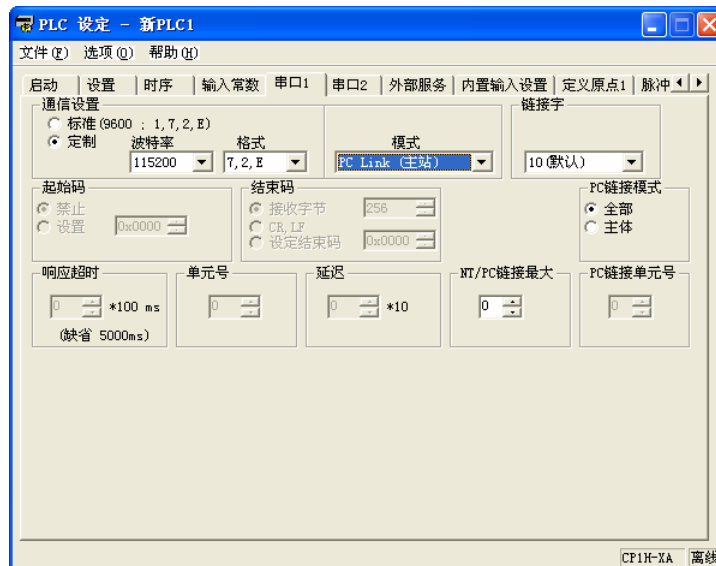 PLC 设定 - 新PLC1
文件(F) 选项(O) 帮助(H)
启动 设置 时序 输入常数 串口1 串口2 外部服务 内置输入设置 定义原点1 脉冲
通信设置 链接字
标准(9600 ; 1,7,2,E)
定制 波特率 格式 模式
115200 7,2,E PC Link (主站) 10(默认)
起始码 结束码 PC链接模式
禁止 接收字节 256 全部
设置 0x0000 CR,LF 主体
设定结束码 0x0000
响应超时 单元号 延迟 NT/PC链接最大 PC链接单元号
0 *100 ms 0 0 *10 0 0
(缺省 5000ms)
CP1H-XA 离线